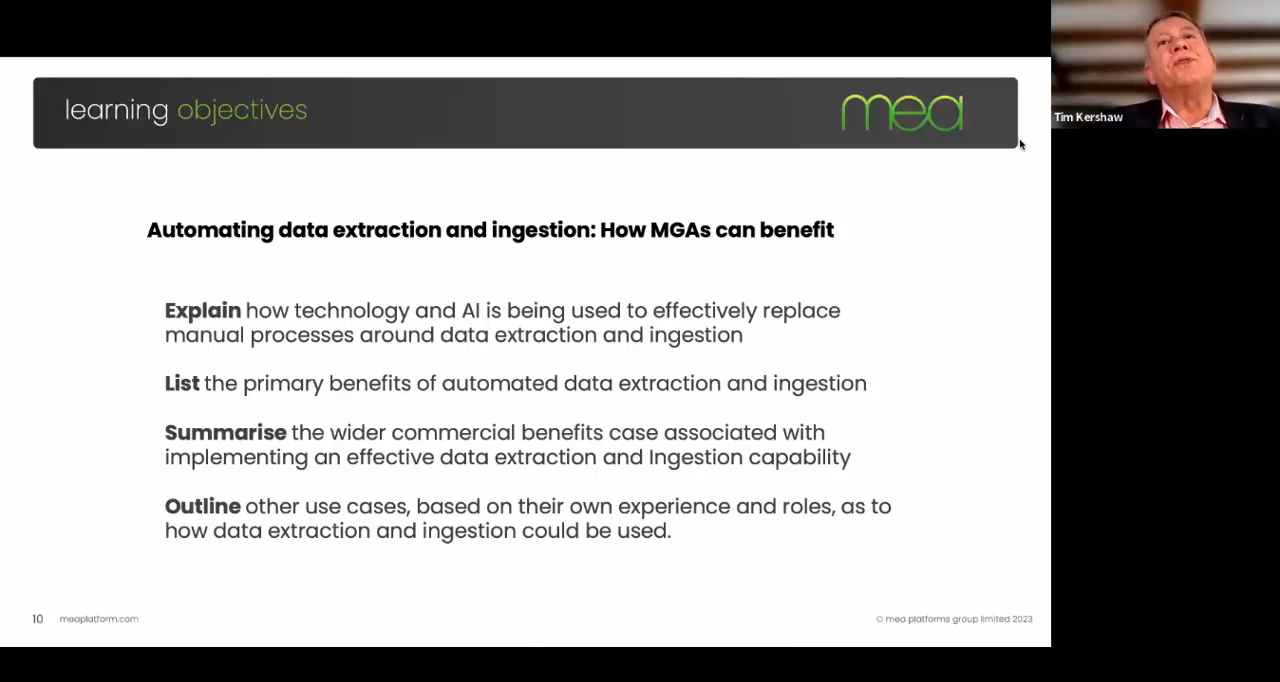 learning objectives
mea
Tim Kershaw
Automating data extraction and ingestion: How MGAs can benefit
Explain how technology and AI is being used to effectively replace
manual processes around data extraction and ingestion
List the primary benefits of automated data extraction and ingestion
Summarise the wider commercial benefits case associated with
implementing an effective data extraction and Ingestion capability
Outline other use cases, based on their own experience and roles, as to
how data extraction and ingestion could be used.
10 meaplatform.com
© mea platforms group limited 2023